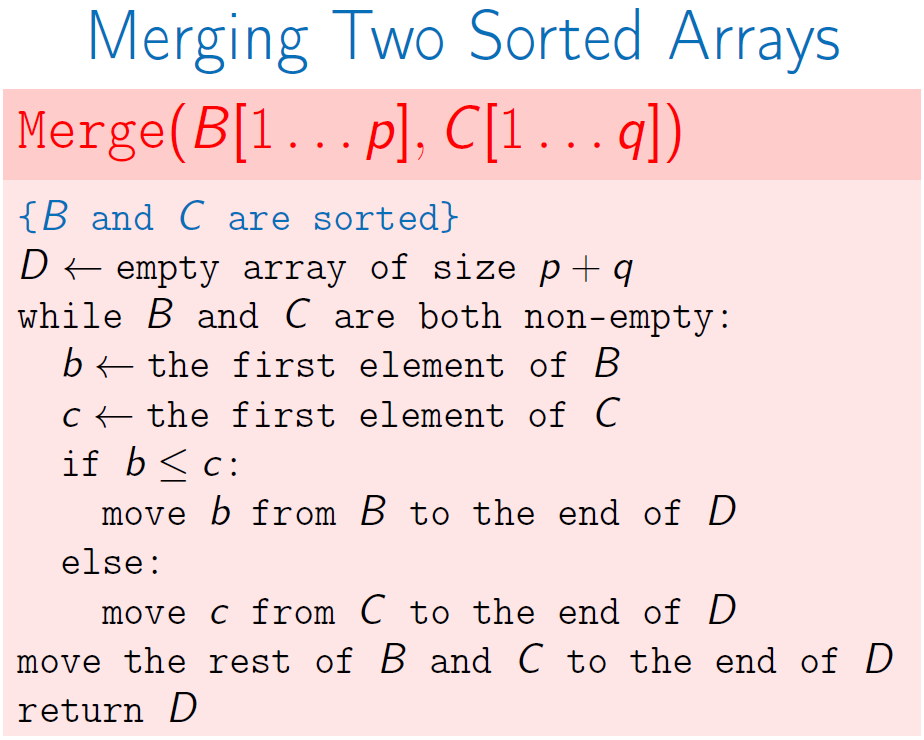 Merging Two Sorted Arrays
Merge(B[1 . . . p], C[1 . . . q])
{B and C are sorted}
D ← empty array of size p + q
while B and C are both non-empty:
b ← the first element of B
c ← the first element of C
if b ≤ c:
move b from B to the end of D
else:
move c from C to the end of D
move the rest of B and C to the end of D
return D